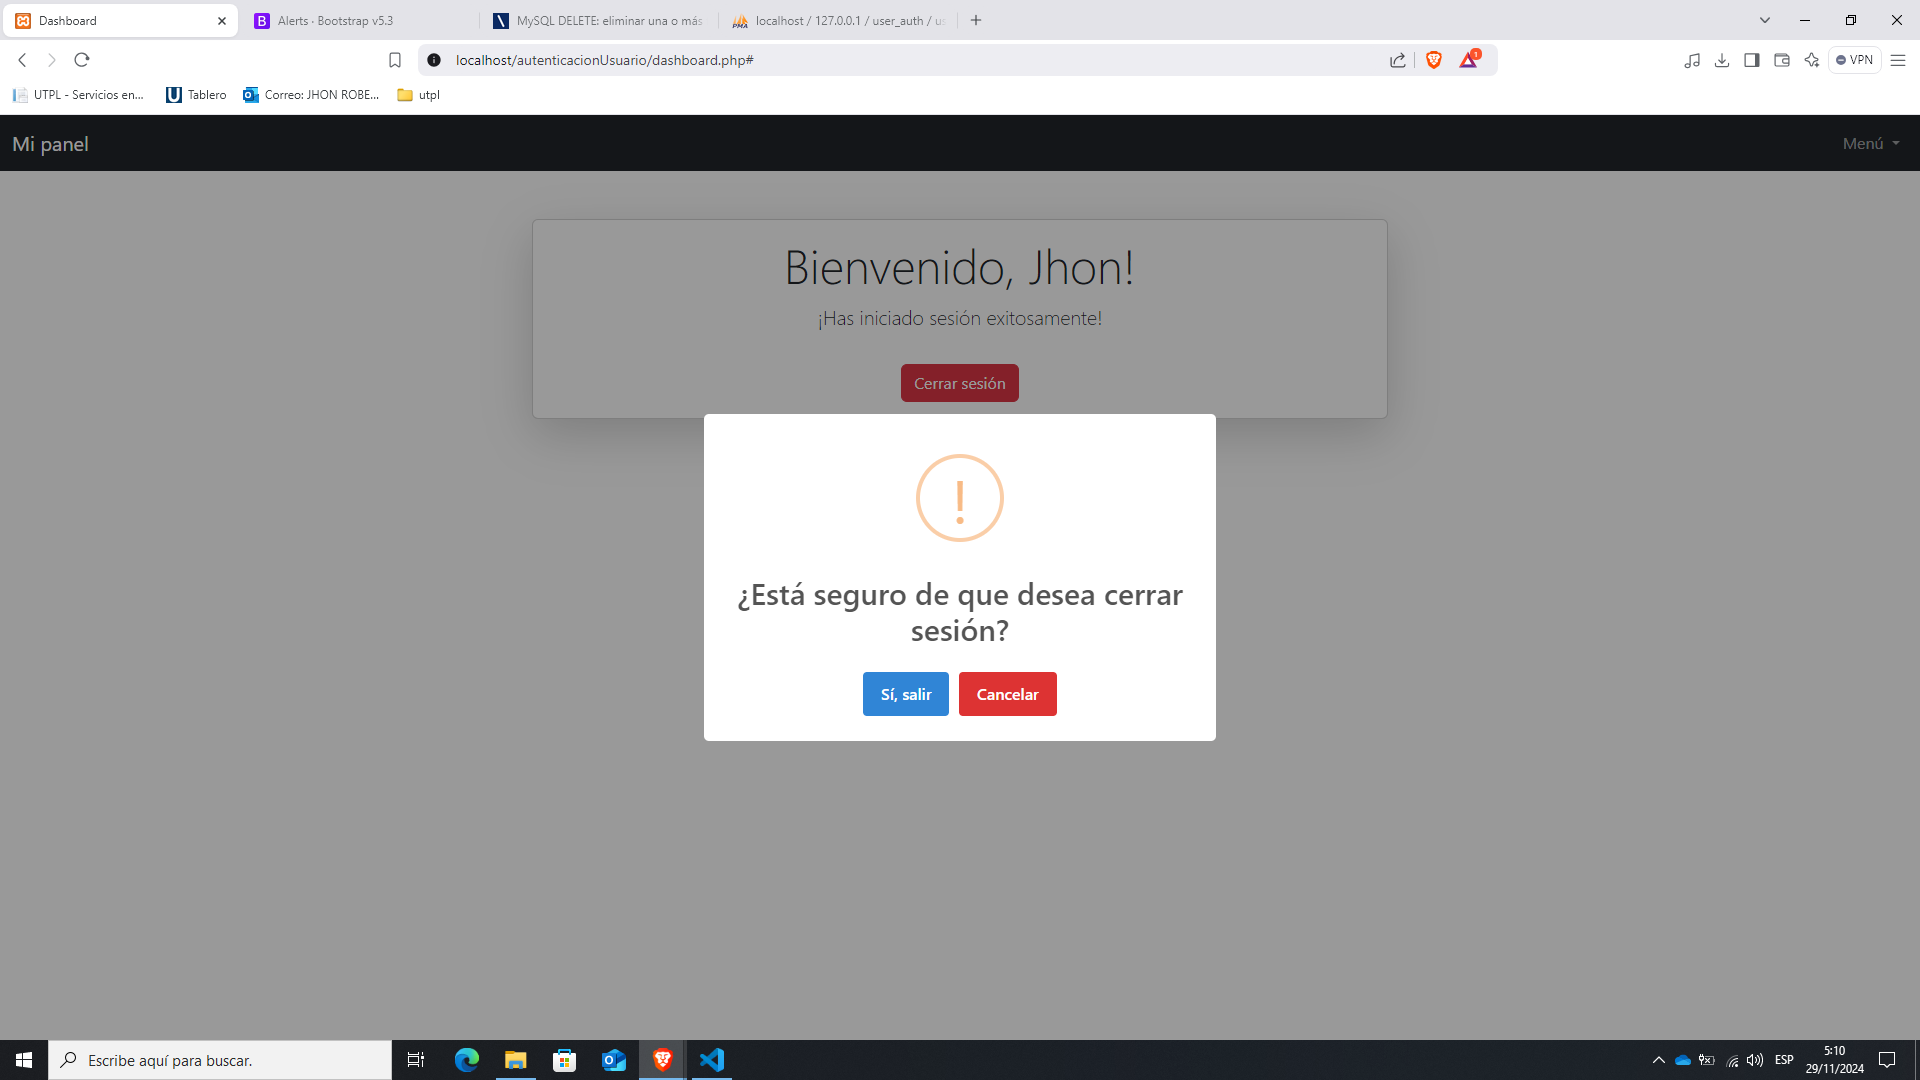 Dashboard
Alerts · Bootstrap v5.3
MySQL DELETE: eliminar una o más
localhost / 127.0.0.1 / user_auth / us
localhost/autenticacionUsuario/dashboard.php#
1
VPN
UTPL - Servicios en...
Tablero
Correo: JHON ROBE...
utpl
Mi panel
Menú
Bienvenido, Jhon!
¡Has iniciado sesión exitosamente!
Cerrar sesión
!
¿Está seguro de que desea cerrar
sesión?
Sí, salir
Cancelar
Escribe aquí para buscar.
ESP
5:10
29/11/2024